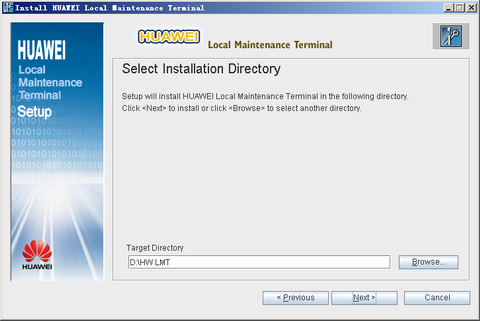 Install HUAWEI Local Maintenance Terminal
HUAWEI
Local Maintenance Terminal
HUAWEI
Local
Maintenance
Terminal
Setup
Select Installation Directory
Setup will install HUAWEI Local Maintenance Terminal in the following directory.
Click <Next> to install or click <Browse> to select another directory.
Target Directory
D:\HW LMT
Browse...
HUAWEI
< Previous
Next >
Cancel